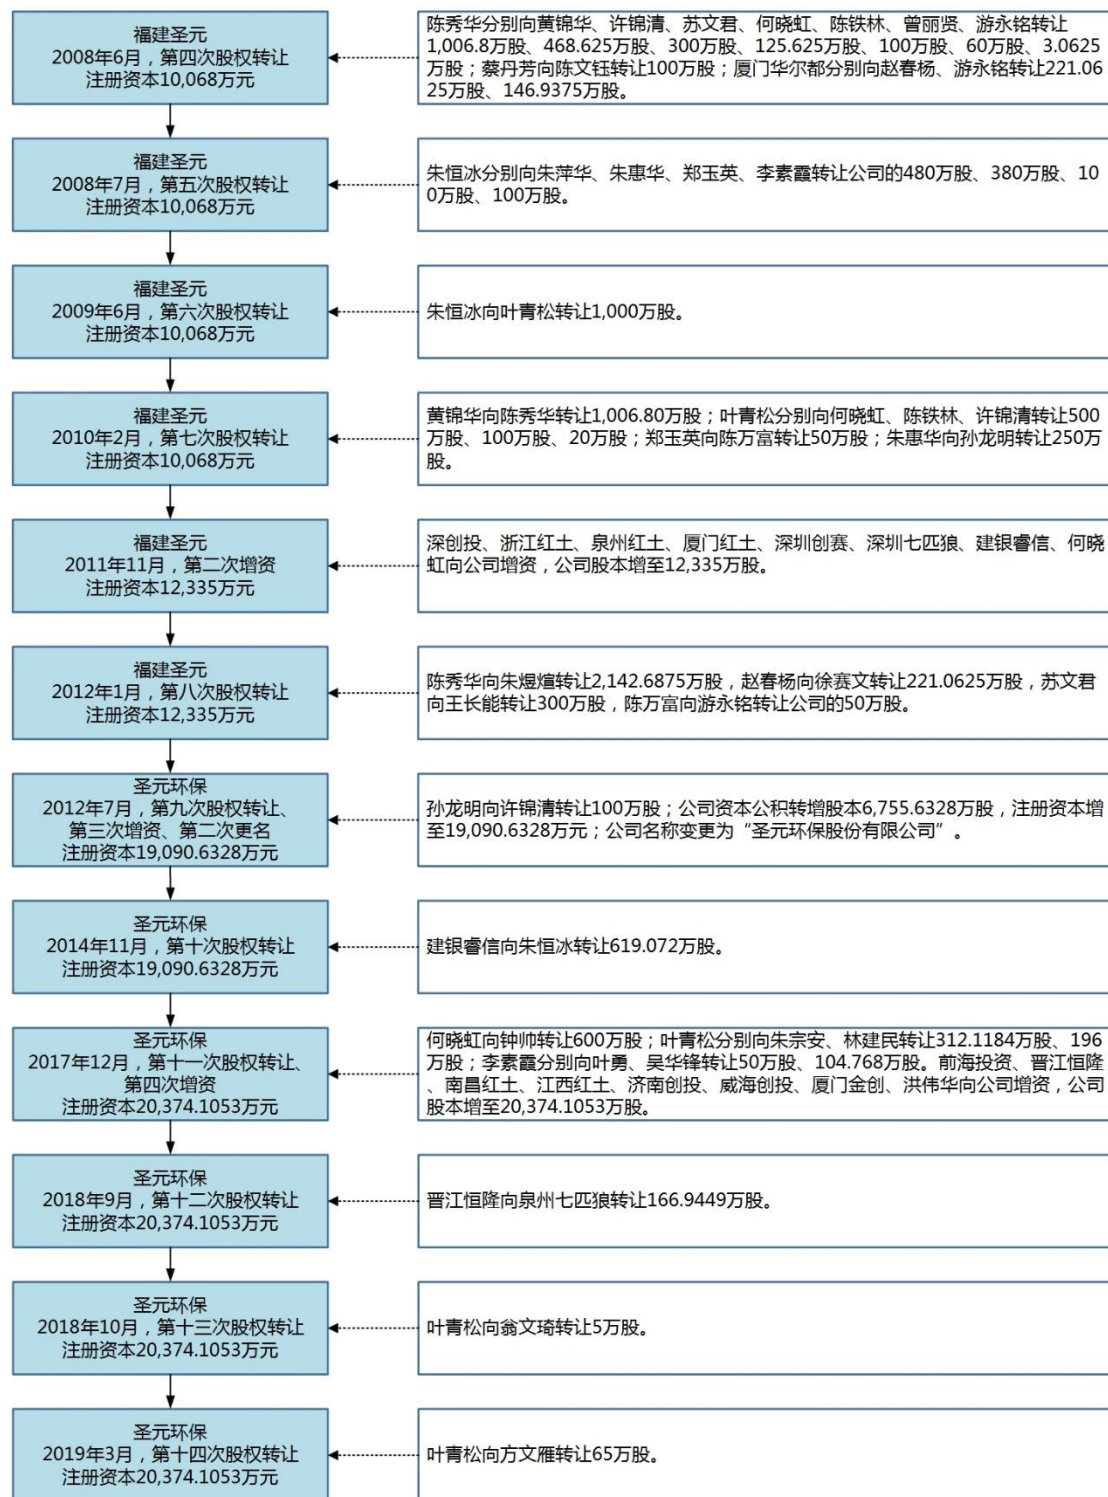 福建圣元
2008年6月，第四次股权转让
注册资本10,068万元
陈秀华分别向黄锦华、许锦清、苏文君、何晓虹、陈铁林、曾丽贤、游永铭转让
1,006.8万股、468.625万股、300万股、125.625万股、100万股、60万股、3.0625
万股；蔡丹芳向陈文钰转让100万股；厦门华尔都分别向赵春杨、游永铭转让221.06
25万股、146.9375万股。
福建圣元
2008年7月，第五次股权转让
注册资本10,068万元
朱恒冰分别向朱萍华、朱惠华、郑玉英、李素霞转让公司的480万股、380万股、10
0万股、100万股。
福建圣元
2009年6月，第六次股权转让
注册资本10,068万元
朱恒冰向叶青松转让1,000万股。
福建圣元
2010年2月，第七次股权转让
注册资本10,068万元
黄锦华向陈秀华转让1,006.80万股；叶青松分别向何晓虹、陈铁林、许锦清转让500
万股、100万股、20万股；郑玉英向陈万富转让50万股；朱惠华向孙龙明转让250万
股。
福建圣元
2011年11月，第二次增资
注册资本12,335万元
深创投、浙江红土、泉州红土、厦门红土、深圳创赛、深圳七匹狼、建银睿信、何晓
虹向公司增资，公司股本增至12,335万股。
福建圣元
2012年1月，第八次股权转让
注册资本12,335万元
陈秀华向朱煜煊转让2,142.6875万股，赵春杨向徐赛文转让221.0625万股，苏文君
向王长能转让300万股，陈万富向游永铭转让公司的50万股。
圣元环保
2012年7月，第九次股权转让、
第三次增资、第二次更名
注册资本19,090.6328万元
孙龙明向许锦清转让100万股；公司资本公积转增股本6,755.6328万股，注册资本增
至19,090.6328万元；公司名称变更为“圣元环保股份有限公司”。
圣元环保
2014年11月，第十次股权转让
注册资本19,090.6328万元
建银睿信向朱恒冰转让619.072万股。
圣元环保
2017年12月，第十一次股权转让、
第四次增资
注册资本20,374.1053万元
何晓虹向钟帅转让600万股；叶青松分别向朱宗安、林建民转让312.1184万股、196
万股；李素霞分别向叶勇、吴华锋转让50万股、104.768万股。前海投资、晋江恒隆
、南昌红土、江西红土、济南创投、威海创投、厦门金创、洪伟华向公司增资，公司
股本增至20,374.1053万股。
圣元环保
2018年9月，第十二次股权转让
注册资本20,374.1053万元
晋江恒隆向泉州七匹狼转让166.9449万股。
圣元环保
2018年10月，第十三次股权转让
注册资本20,374.1053万元
叶青松向翁文琦转让5万股。
圣元环保
2019年3月，第十四次股权转让
注册资本20,374.1053万元
叶青松向方文雁转让65万股。